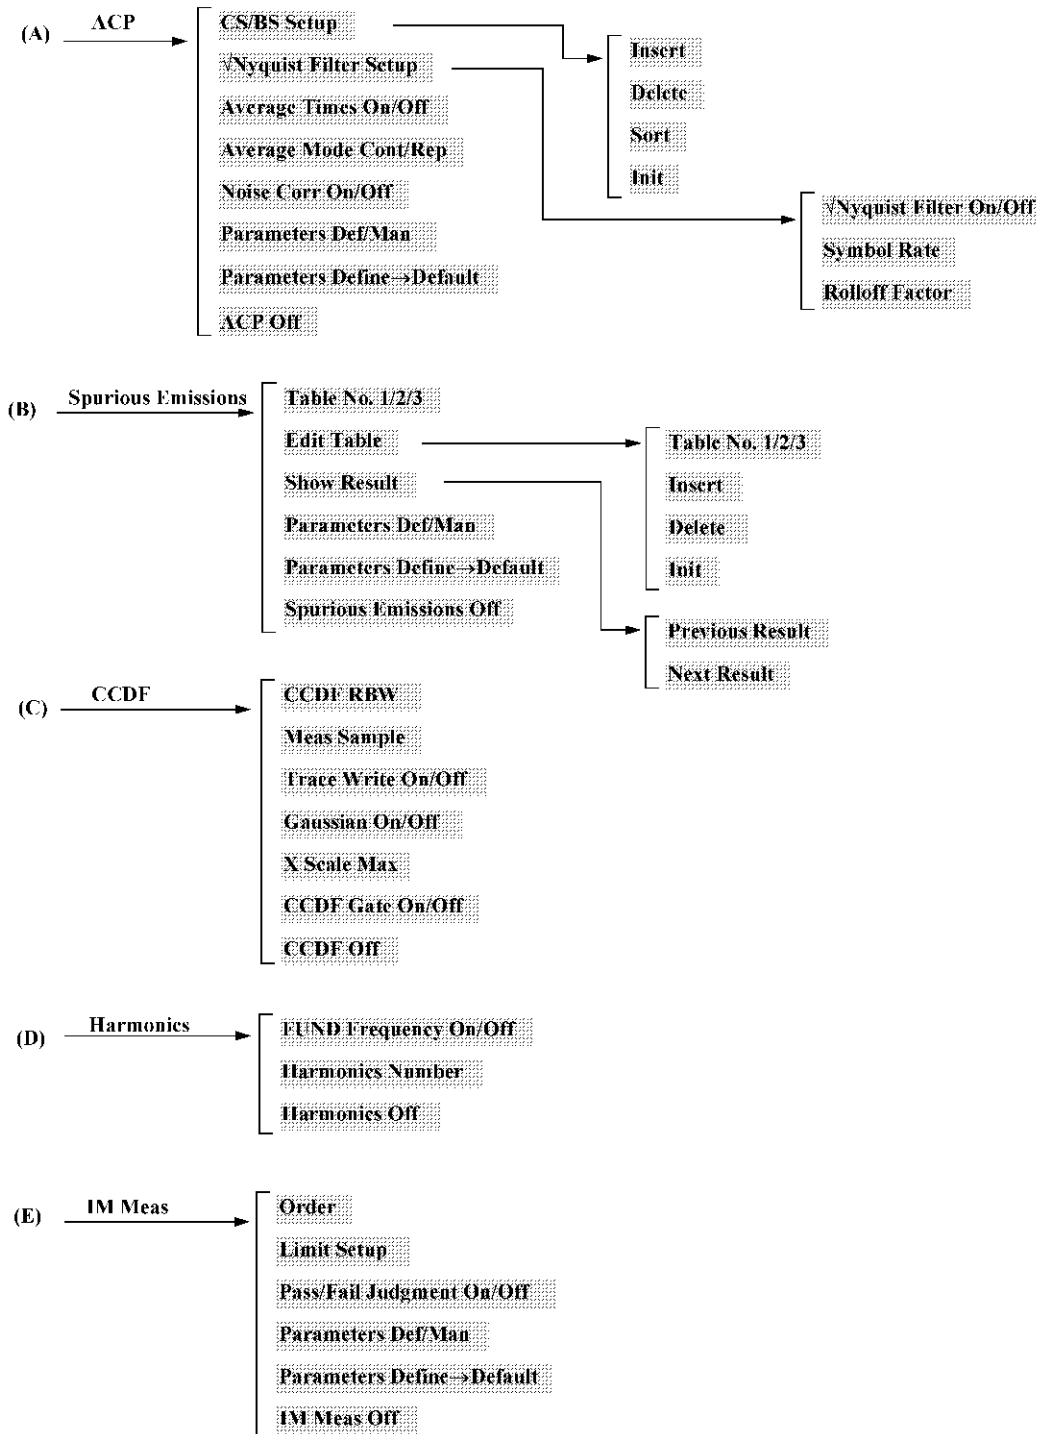 (A) ACP
CS/BS Setup
√Nyquist Filter Setup
Average Times On/Off
Average Mode Cont/Rep
Noise Corr On/Off
Parameters Def/Man
Parameters Define→Default
ACP Off
Insert
Delete
Sort
Init
√Nyquist Filter On/Off
Symbol Rate
Rolloff Factor
(B) Spurious Emissions
Table No. 1/2/3
Edit Table
Show Result
Parameters Def/Man
Parameters Define→Default
Spurious Emissions Off
Table No. 1/2/3
Insert
Delete
Init
Previous Result
Next Result
(C) CCDF
CCDF RBW
Meas Sample
Trace Write On/Off
Gaussian On/Off
X Scale Max
CCDF Gate On/Off
CCDF Off
(D) Harmonics
FUND Frequency On/Off
Harmonics Number
Harmonics Off
(E) IM Meas
Order
Limit Setup
Pass/Fail Judgment On/Off
Parameters Def/Man
Parameters Define→Default
IM Meas Off